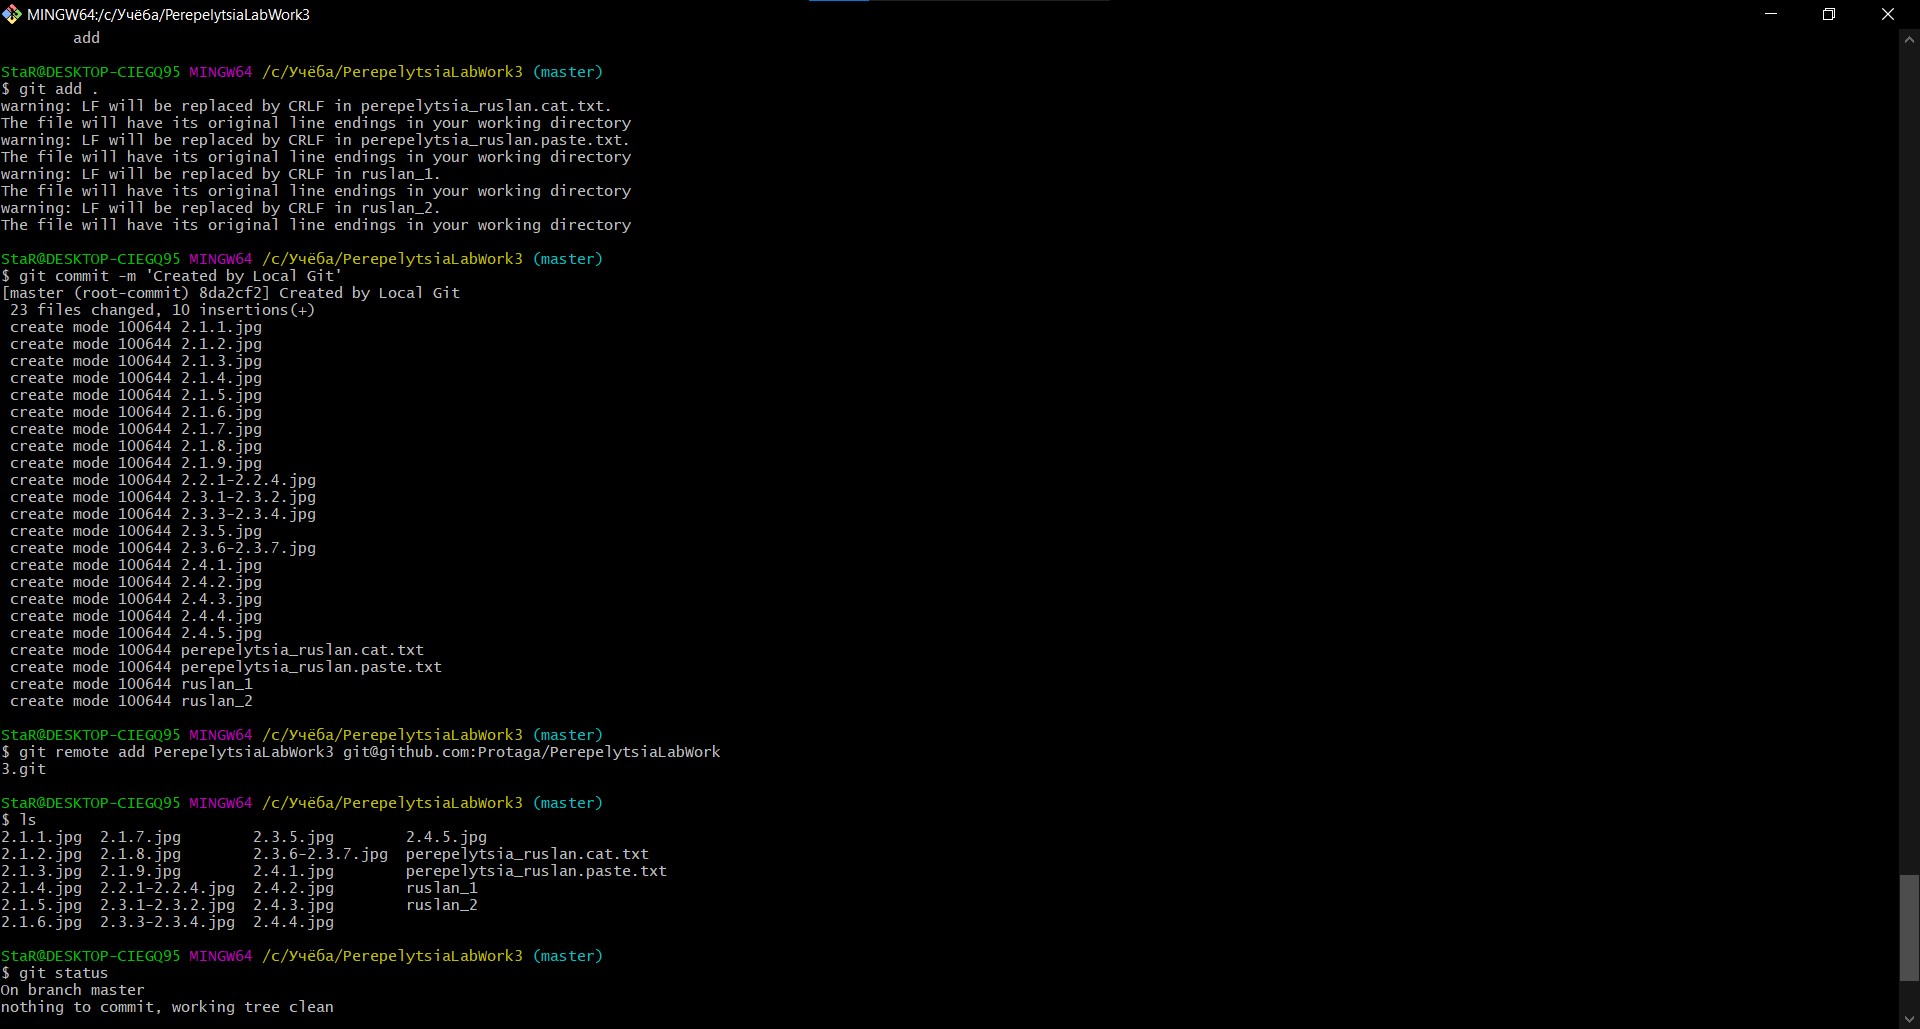 MINGW64:/c/Учёба/PerepelytsiaLabWork3
        add

StaR@DESKTOP-CIEGQ95 MINGW64 /c/Учёба/PerepelytsiaLabWork3 (master)
$ git add .
warning: LF will be replaced by CRLF in perepelytsia_ruslan.cat.txt.
The file will have its original line endings in your working directory
warning: LF will be replaced by CRLF in perepelytsia_ruslan.paste.txt.
The file will have its original line endings in your working directory
warning: LF will be replaced by CRLF in ruslan_1.
The file will have its original line endings in your working directory
warning: LF will be replaced by CRLF in ruslan_2.
The file will have its original line endings in your working directory

StaR@DESKTOP-CIEGQ95 MINGW64 /c/Учёба/PerepelytsiaLabWork3 (master)
$ git commit -m 'Created by Local Git'
[master (root-commit) 8da2cf2] Created by Local Git
 23 files changed, 10 insertions(+)
 create mode 100644 2.1.1.jpg
 create mode 100644 2.1.2.jpg
 create mode 100644 2.1.3.jpg
 create mode 100644 2.1.4.jpg
 create mode 100644 2.1.5.jpg
 create mode 100644 2.1.6.jpg
 create mode 100644 2.1.7.jpg
 create mode 100644 2.1.8.jpg
 create mode 100644 2.1.9.jpg
 create mode 100644 2.2.1-2.2.4.jpg
 create mode 100644 2.3.1-2.3.2.jpg
 create mode 100644 2.3.3-2.3.4.jpg
 create mode 100644 2.3.5.jpg
 create mode 100644 2.3.6-2.3.7.jpg
 create mode 100644 2.4.1.jpg
 create mode 100644 2.4.2.jpg
 create mode 100644 2.4.3.jpg
 create mode 100644 2.4.4.jpg
 create mode 100644 2.4.5.jpg
 create mode 100644 perepelytsia_ruslan.cat.txt
 create mode 100644 perepelytsia_ruslan.paste.txt
 create mode 100644 ruslan_1
 create mode 100644 ruslan_2

StaR@DESKTOP-CIEGQ95 MINGW64 /c/Учёба/PerepelytsiaLabWork3 (master)
$ git remote add PerepelytsiaLabWork3 git@github.com:Protaga/PerepelytsiaLabWork
3.git

StaR@DESKTOP-CIEGQ95 MINGW64 /c/Учёба/PerepelytsiaLabWork3 (master)
$ ls
2.1.1.jpg  2.1.7.jpg        2.3.5.jpg        2.4.5.jpg
2.1.2.jpg  2.1.8.jpg        2.3.6-2.3.7.jpg  perepelytsia_ruslan.cat.txt
2.1.3.jpg  2.1.9.jpg        2.4.1.jpg        perepelytsia_ruslan.paste.txt
2.1.4.jpg  2.2.1-2.2.4.jpg  2.4.2.jpg        ruslan_1
2.1.5.jpg  2.3.1-2.3.2.jpg  2.4.3.jpg        ruslan_2
2.1.6.jpg  2.3.3-2.3.4.jpg  2.4.4.jpg

StaR@DESKTOP-CIEGQ95 MINGW64 /c/Учёба/PerepelytsiaLabWork3 (master)
$ git status
On branch master
nothing to commit, working tree clean